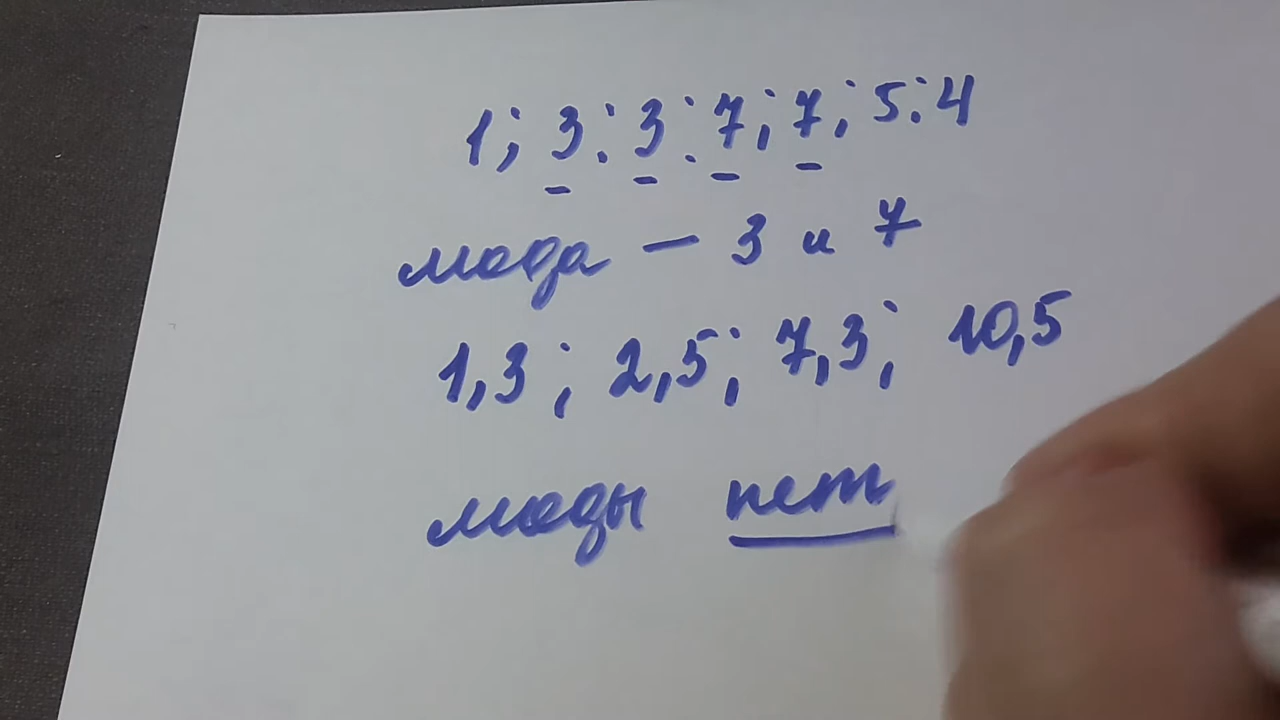 1; 3; 3; 7; 7; 5; 4
мода — 3 и 7
1,3; 2,5; 7,3; 10,5
моды нет